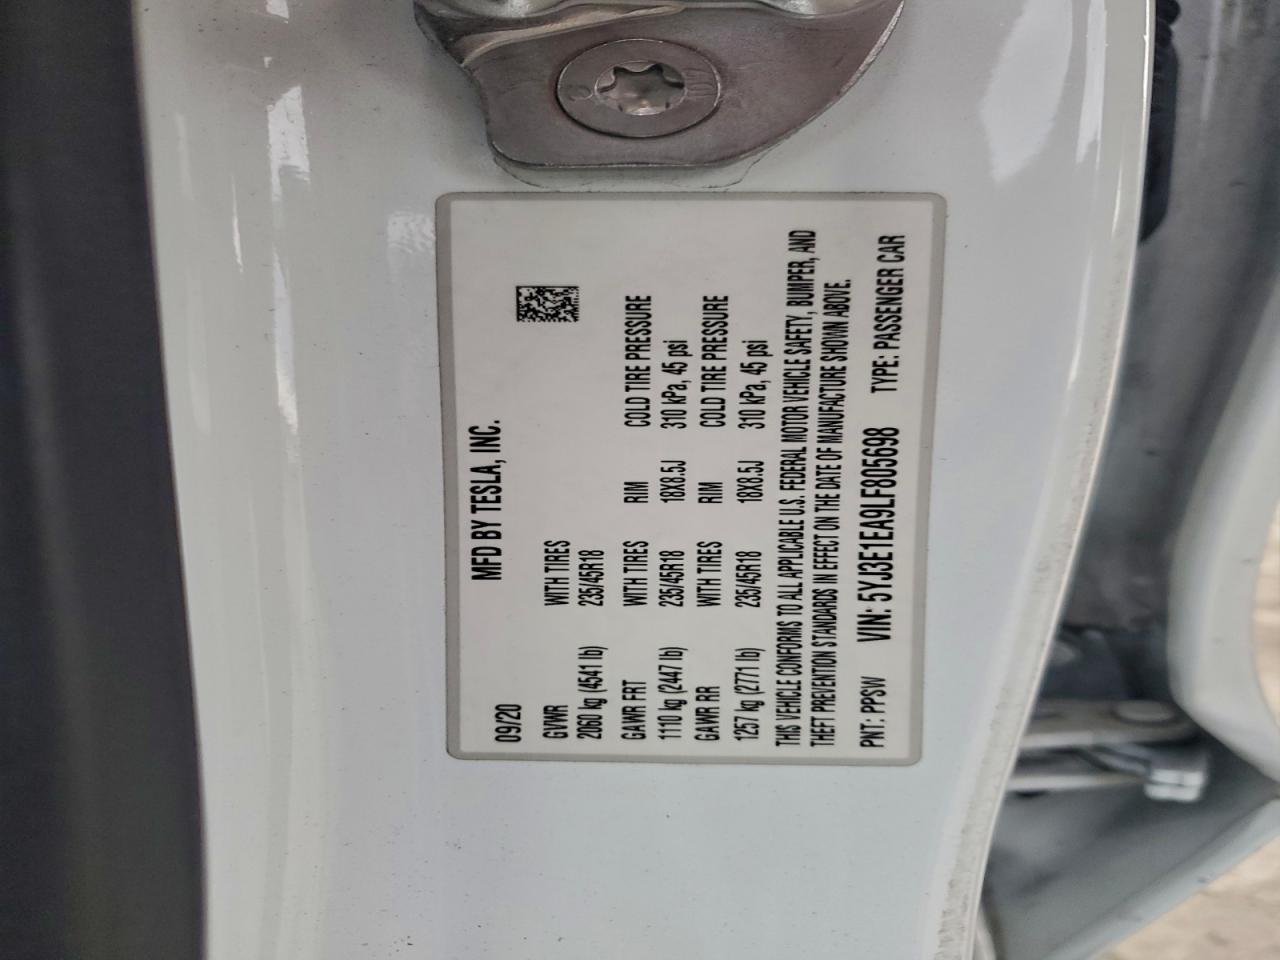 MFD BY TESLA, INC.
09/20
GVWR WITH TIRES
2060 kg (4541 lb) 235/45R18
GAWR FRT WITH TIRES RIM COLD TIRE PRESSURE
1110 kg (2447 lb) 235/45R18 18X8.5J 310 kPa, 45 psi
GAWR RR WITH TIRES RIM COLD TIRE PRESSURE
1257 kg (2771 lb) 235/45R18 18X8.5J 310 kPa, 45 psi
THIS VEHICLE CONFORMS TO ALL APPLICABLE U.S. FEDERAL MOTOR VEHICLE SAFETY, BUMPER, AND
THEFT PREVENTION STANDARDS IN EFFECT ON THE DATE OF MANUFACTURE SHOWN ABOVE.
PNT: PPSW VIN: 5YJ3E1EA9LF805698 TYPE: PASSENGER CAR